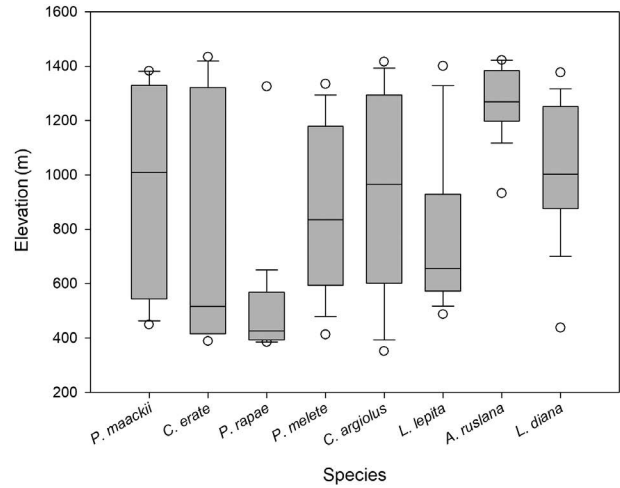 1600
1400
1200
1000
800
600
400
200
Elevation (m)
P. maackii
C. erate
P. rapae
P. melete
C. argiolus
L. lepita
A. ruslana
L. diana
Species